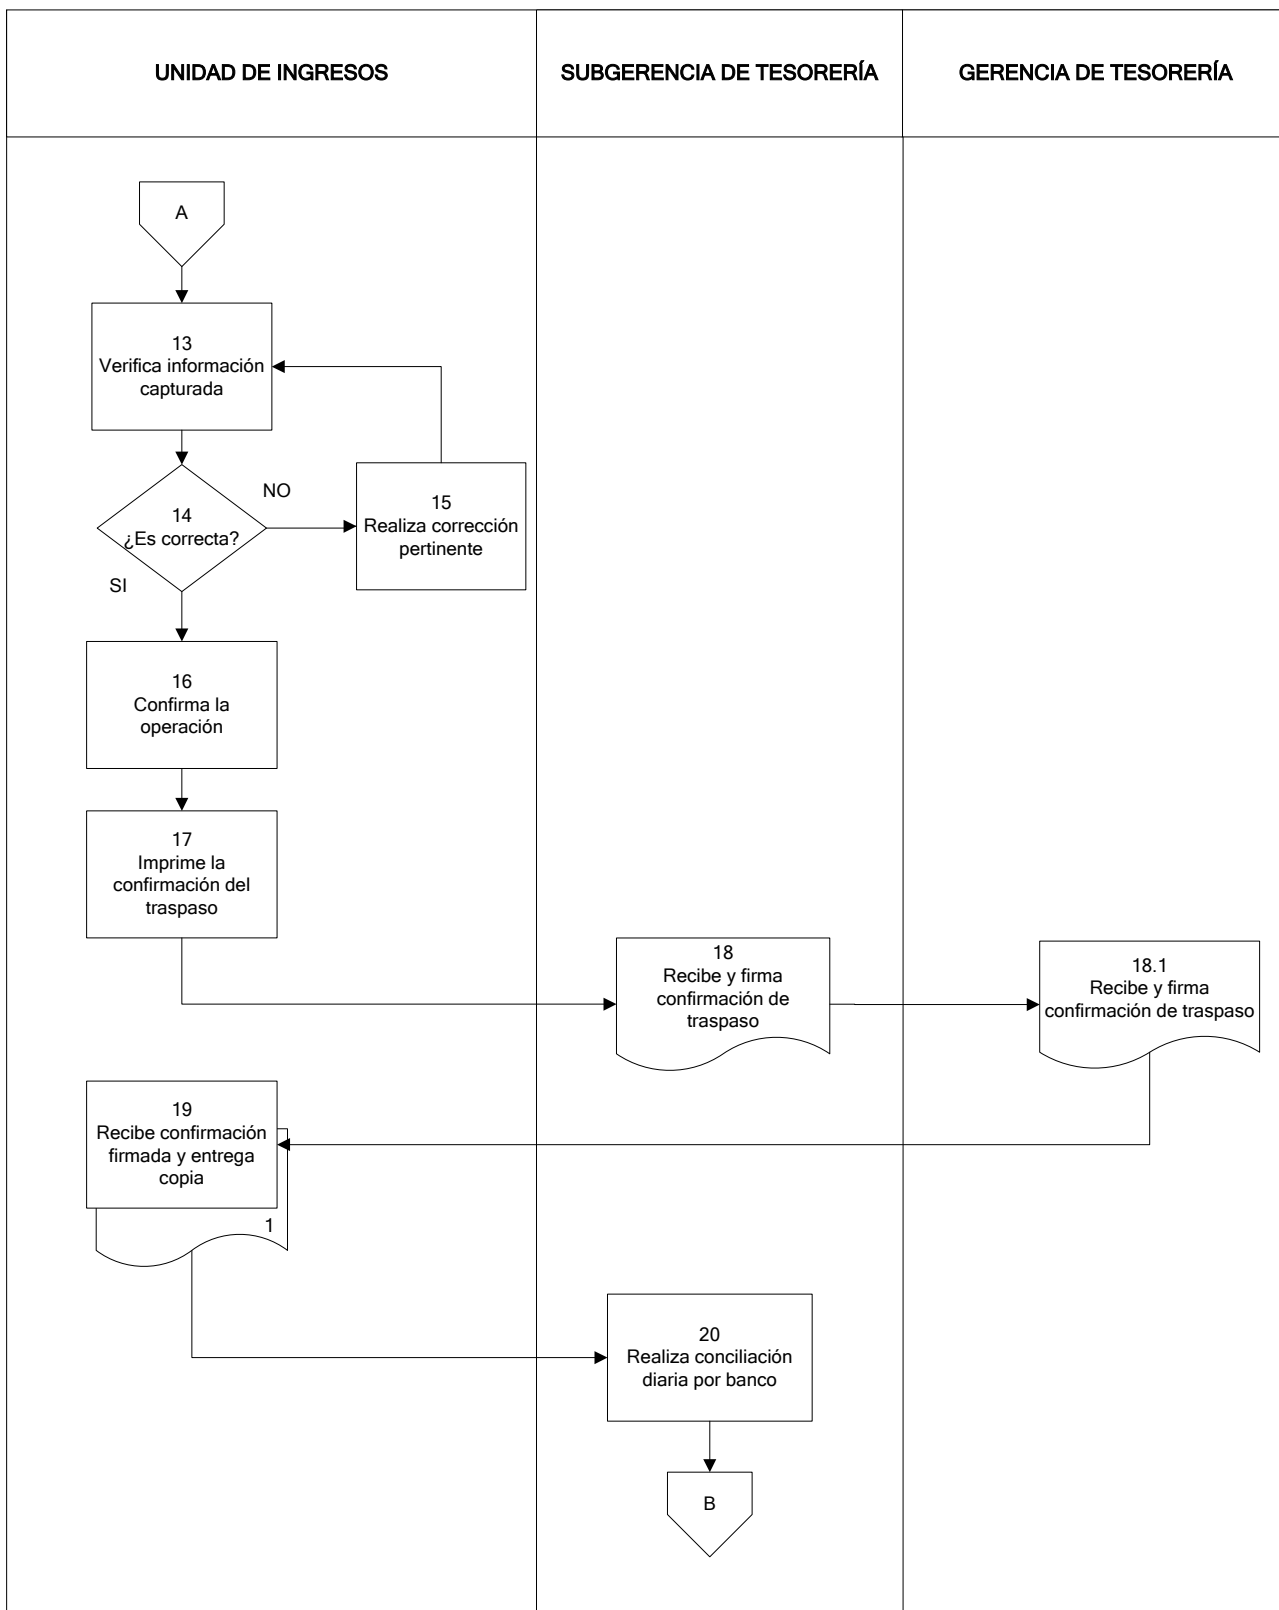 UNIDAD DE INGRESOS
SUBGERENCIA DE TESORERÍA
GERENCIA DE TESORERÍA
A
13
Verifica información
capturada
14
¿Es correcta?
NO
SI
15
Realiza corrección
pertinente
16
Confirma la
operación
17
Imprime la
confirmación del
traspaso
18
Recibe y firma
confirmación de
traspaso
18.1
Recibe y firma
confirmación de traspaso
19
Recibe confirmación
firmada y entrega
copia
1
20
Realiza conciliación
diaria por banco
B